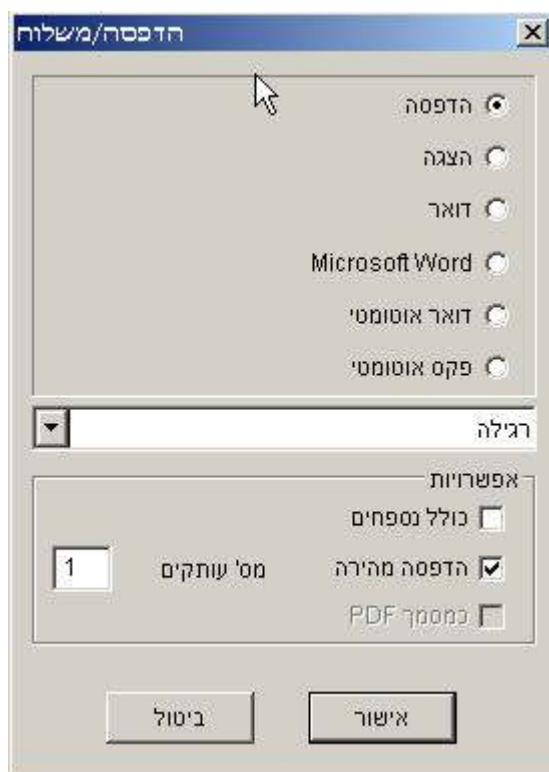 הדפסה/משלוח
הדפסה
הצגה
דואר
Microsoft Word
דואר אוטומטי
פקס אוטומטי
רגילה
אפשרויות
כולל נספחים
הדפסה מהירה מס' עותקים 1
כמסמך PDF
אישור ביטול